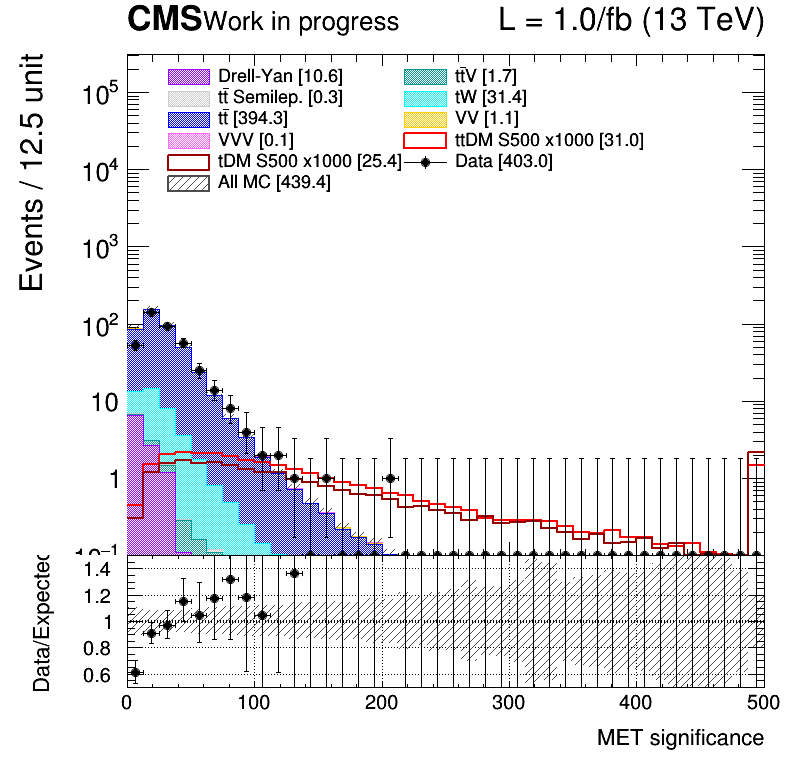 CMS Work in progress L = 1.0/fb (13 TeV)
Drell-Yan [10.6] tt̄V [1.7]
tt̄ Semilep. [0.3] tW [31.4]
tt̄ [394.3] VV [1.1]
VVV [0.1] ttDM S500 x1000 [31.0]
tDM S500 x1000 [25.4] Data [403.0]
All MC [439.4]
Events / 12.5 unit
10⁵
10⁴
10³
10²
10
1
10⁻¹
Data/Expected
1.4
1.2
1
0.8
0.6
0 100 200 300 400 500
MET significance